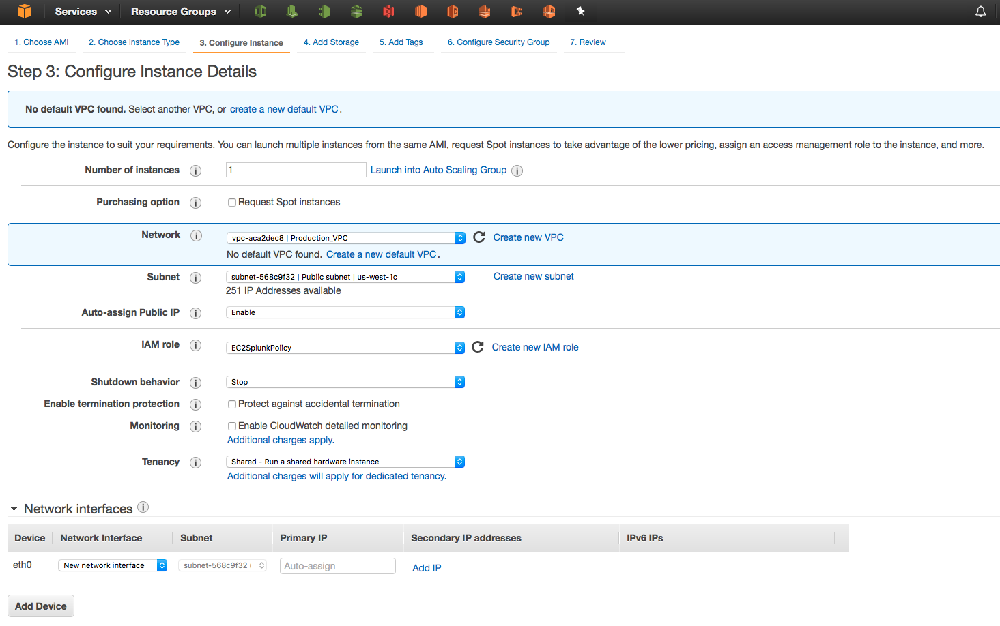 Services Resource Groups
1. Choose AMI 2. Choose Instance Type 3. Configure Instance 4. Add Storage 5. Add Tags 6. Configure Security Group 7. Review
Step 3: Configure Instance Details
No default VPC found. Select another VPC, or create a new default VPC.
Configure the instance to suit your requirements. You can launch multiple instances from the same AMI, request Spot instances to take advantage of the lower pricing, assign an access management role to the instance, and more.
Number of instances i 1 Launch into Auto Scaling Group i
Purchasing option i Request Spot instances
Network i vpc-aca2dec8 | Production_VPC Create new VPC
No default VPC found. Create a new default VPC.
Subnet i subnet-568c9f32 | Public subnet | us-west-1c Create new subnet
251 IP Addresses available
Auto-assign Public IP i Enable
IAM role i EC2SplunkPolicy Create new IAM role
Shutdown behavior i Stop
Enable termination protection i Protect against accidental termination
Monitoring i Enable CloudWatch detailed monitoring
Additional charges apply.
Tenancy i Shared - Run a shared hardware instance
Additional charges will apply for dedicated tenancy.
Network interfaces i
Device Network Interface Subnet Primary IP Secondary IP addresses IPv6 IPs
eth0 New network interface subnet-568c9f32 ( Auto-assign Add IP
Add Device